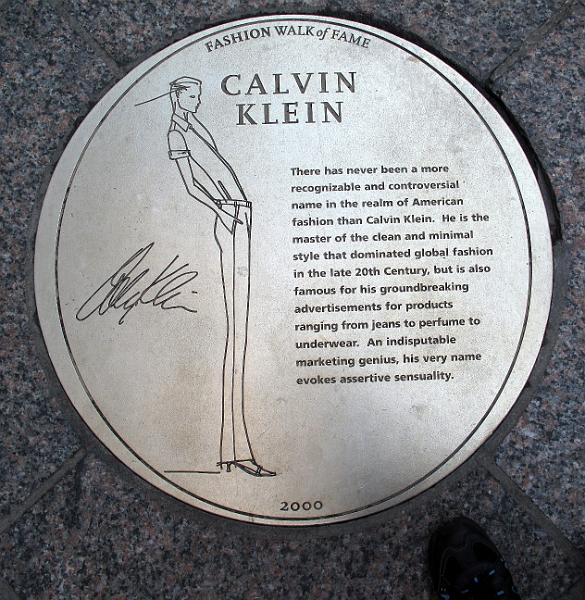 FASHION WALK of FAME
CALVIN
KLEIN
There has never been a more
recognizable and controversial
name in the realm of American
fashion than Calvin Klein. He is the
master of the clean and minimal
style that dominated global fashion
in the late 20th Century, but is also
famous for his groundbreaking
advertisements for products
ranging from jeans to perfume to
underwear. An indisputable
marketing genius, his very name
evokes assertive sensuality.
Calvin Klein
2000